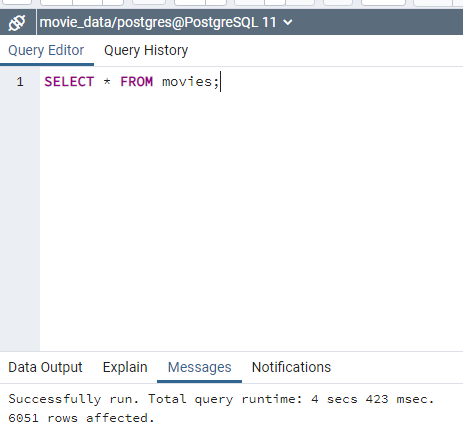 movie_data/postgres@PostgreSQL 11
Query Editor Query History
1 SELECT * FROM movies;
Data Output Explain Messages Notifications
Successfully run. Total query runtime: 4 secs 423 msec.
6051 rows affected.